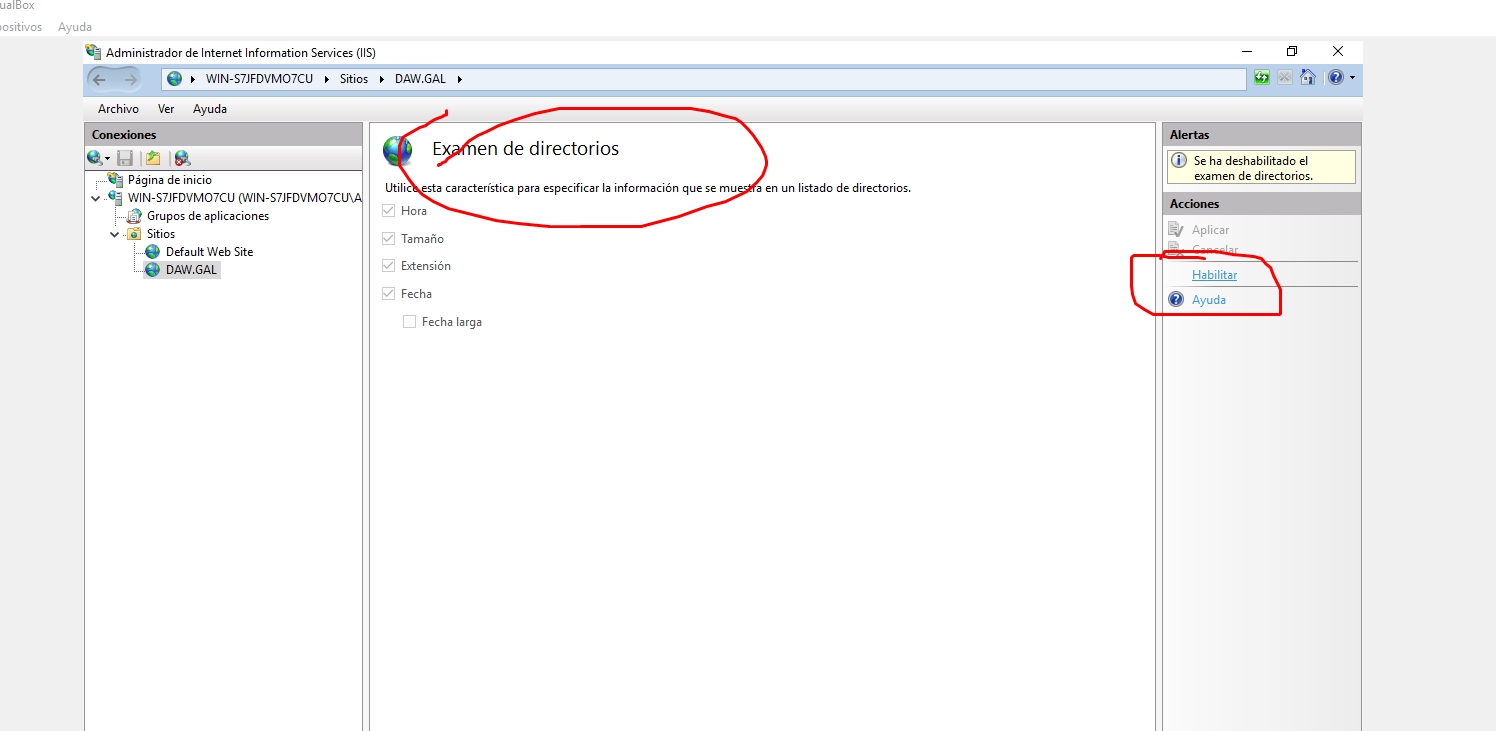 ualBox
ositivos Ayuda
Administrador de Internet Information Services (IIS)
WIN-S7JFDVMO7CU Sitios DAW.GAL
Archivo Ver Ayuda
Conexiones
Página de inicio
WIN-S7JFDVMO7CU (WIN-S7JFDVMO7CU\A
Grupos de aplicaciones
Sitios
Default Web Site
DAW.GAL
Examen de directorios
Utilice esta característica para especificar la información que se muestra en un listado de directorios.
Hora
Tamaño
Extensión
Fecha
Fecha larga
Alertas
Se ha deshabilitado el
examen de directorios.
Acciones
Aplicar
Cancelar
Habilitar
Ayuda